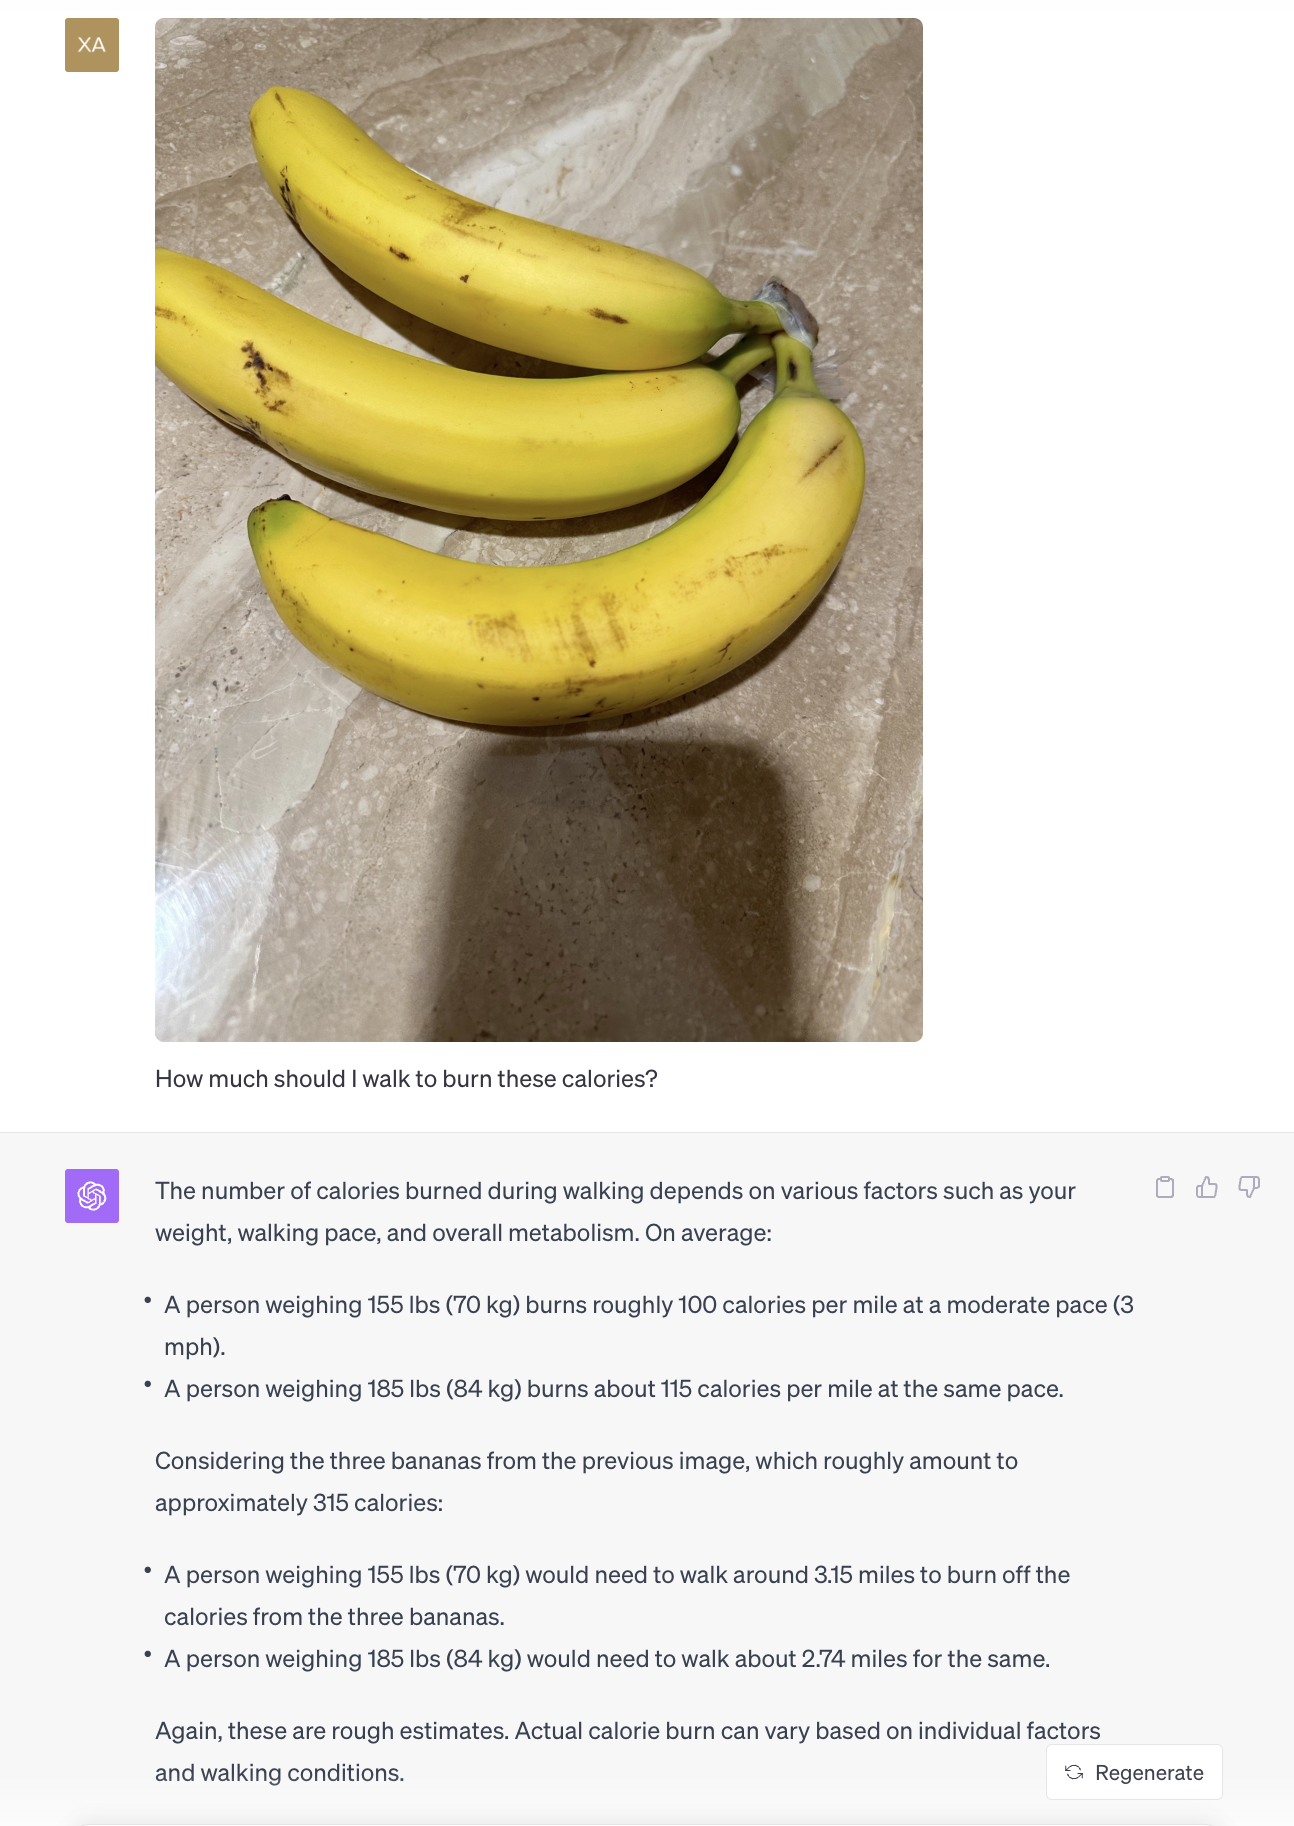 XA
How much should I walk to burn these calories?
The number of calories burned during walking depends on various factors such as your
weight, walking pace, and overall metabolism. On average:
• A person weighing 155 lbs (70 kg) burns roughly 100 calories per mile at a moderate pace (3
mph).
• A person weighing 185 lbs (84 kg) burns about 115 calories per mile at the same pace.
Considering the three bananas from the previous image, which roughly amount to
approximately 315 calories:
• A person weighing 155 lbs (70 kg) would need to walk around 3.15 miles to burn off the
calories from the three bananas.
• A person weighing 185 lbs (84 kg) would need to walk about 2.74 miles for the same.
Again, these are rough estimates. Actual calorie burn can vary based on individual factors
and walking conditions.
Regenerate